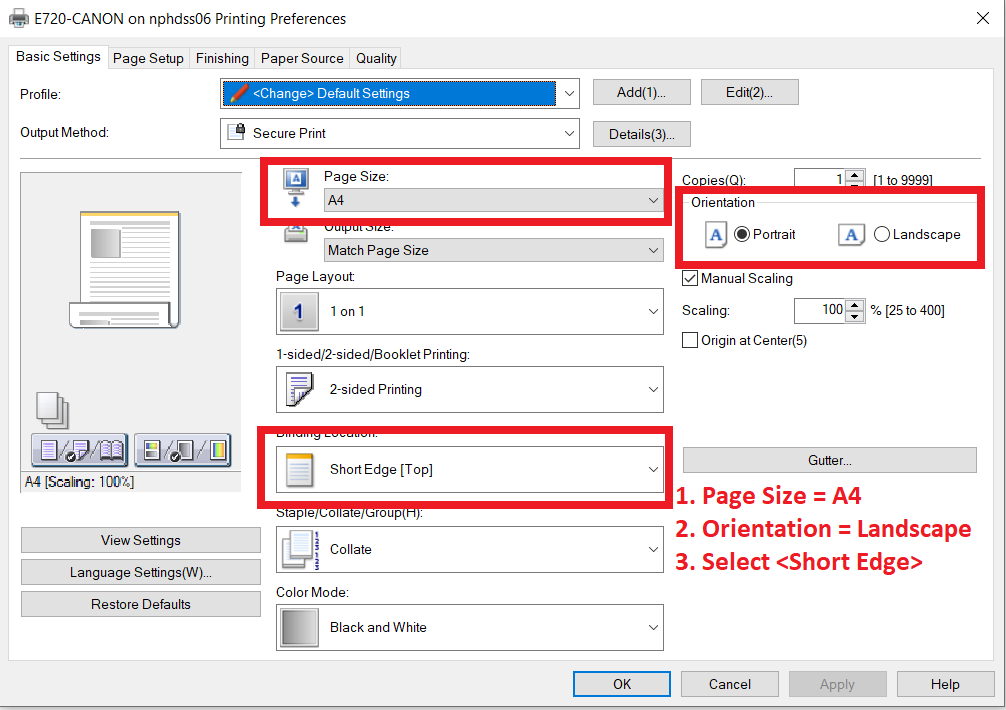 E720-CANON on nphdss06 Printing Preferences
Basic Settings Page Setup Finishing Paper Source Quality
Profile:
<Change> Default Settings
Add(1)...
Edit(2)...
Output Method:
Secure Print
Details(3)...
Page Size:
A4
Copies(Q):
1
[1 to 9999]
Orientation
A Portrait
A Landscape
Output Size:
Match Page Size
Page Layout:
1
1 on 1
Manual Scaling
Scaling:
100
% [25 to 400]
Origin at Center(5)
1-sided/2-sided/Booklet Printing:
2-sided Printing
A4 [Scaling: 100%]
Binding Location:
Short Edge [Top]
Gutter...
1. Page Size = A4
2. Orientation = Landscape
3. Select <Short Edge>
Staple/Collate/Group(H):
Collate
View Settings
Language Settings(W)...
Restore Defaults
Color Mode:
Black and White
OK
Cancel
Apply
Help